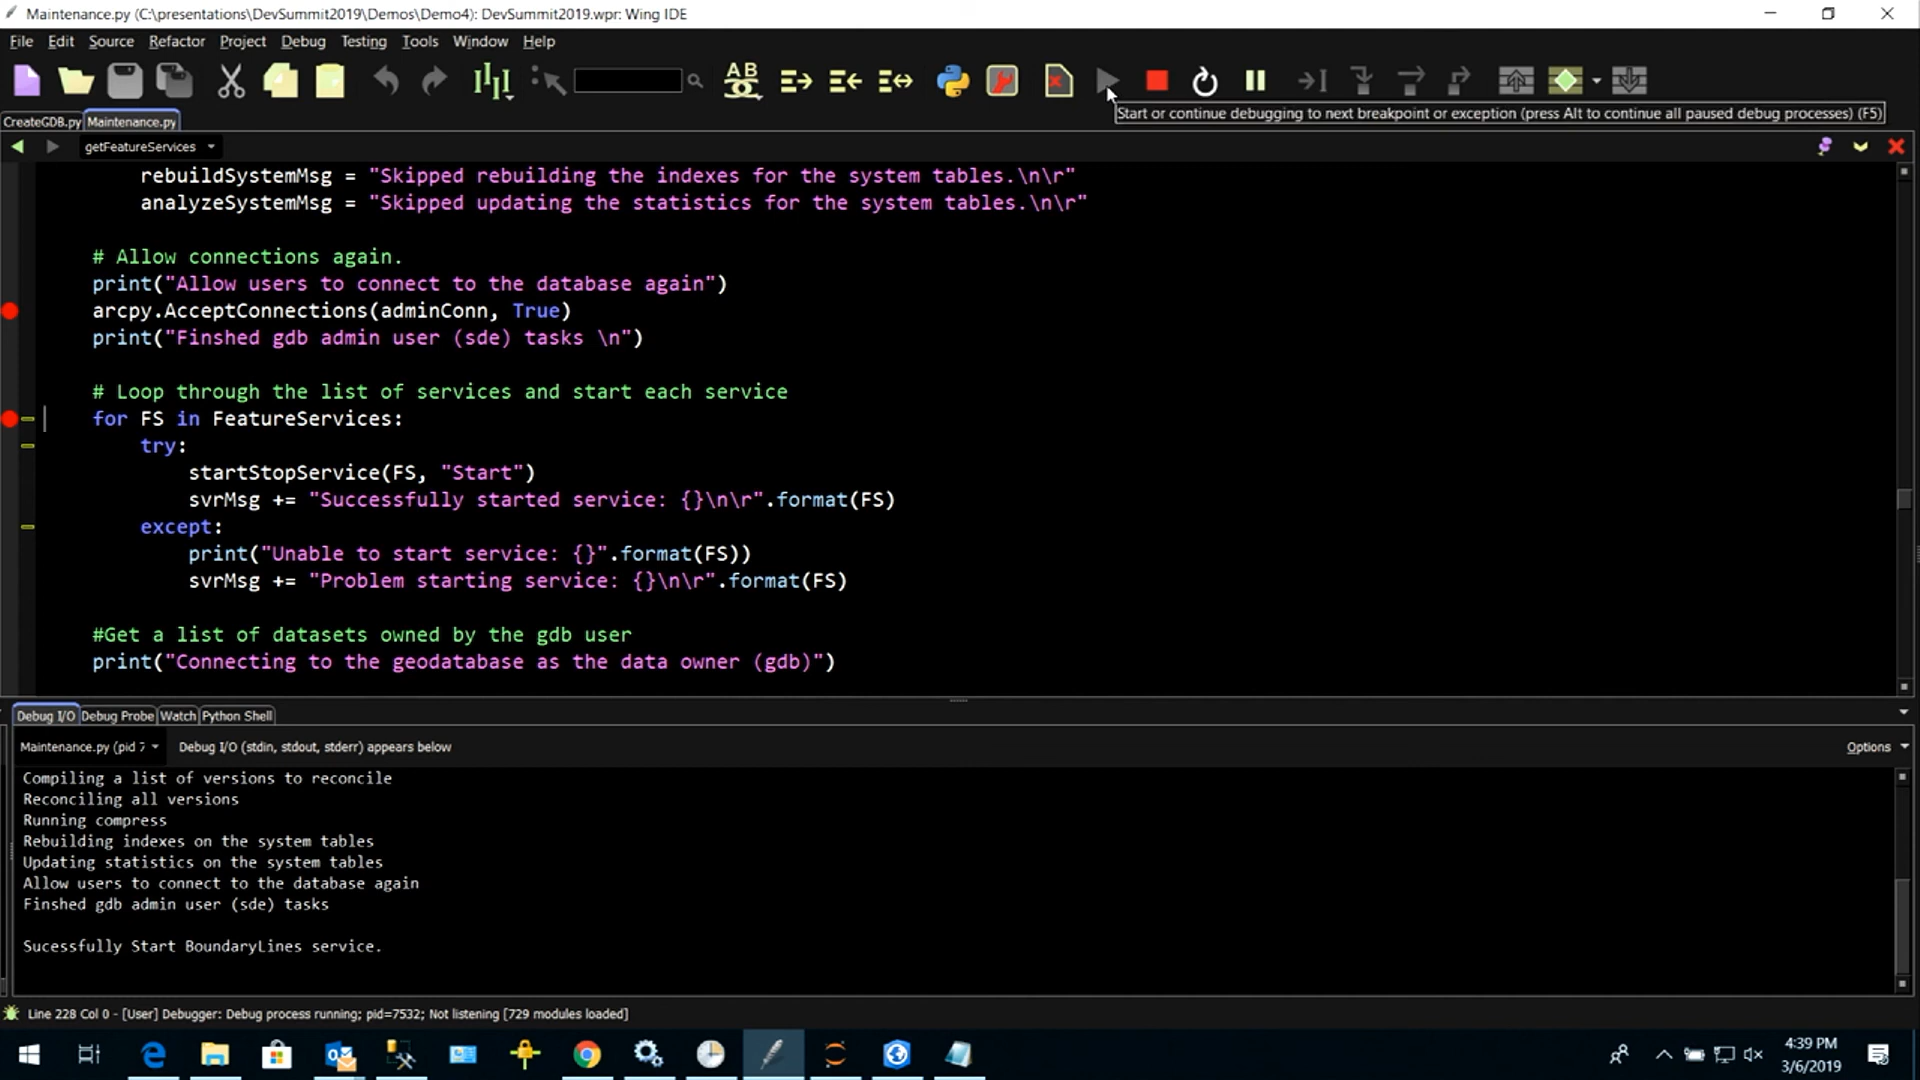 Maintenance.py (C:\presentations\DevSummit2019\Demos\Demo4): DevSummit2019.wpr: Wing IDE
File Edit Source Refactor Project Debug Testing Tools Window Help
AB
Start or continue debugging to next breakpoint or exception (press Alt to continue all paused debug processes) (F5)
CreateGDB.py Maintenance.py
getFeatureServices
rebuildSystemMsg = "Skipped rebuilding the indexes for the system tables.\n\r"
analyzeSystemMsg = "Skipped updating the statistics for the system tables.\n\r"
# Allow connections again.
print("Allow users to connect to the database again")
arcpy.AcceptConnections(adminConn, True)
print("Finshed gdb admin user (sde) tasks \n")
# Loop through the list of services and start each service
for FS in FeatureServices:
try:
startStopService(FS, "Start")
svrMsg += "Successfully started service: {}\n\r".format(FS)
except:
print("Unable to start service: {}".format(FS))
svrMsg += "Problem starting service: {}\n\r".format(FS)
#Get a list of datasets owned by the gdb user
print("Connecting to the geodatabase as the data owner (gdb)")
Debug I/O Debug Probe Watch Python Shell
Maintenance.py (pid 7 Debug I/O (stdin, stdout, stderr) appears below Options
Compiling a list of versions to reconcile
Reconciling all versions
Running compress
Rebuilding indexes on the system tables
Updating statistics on the system tables
Allow users to connect to the database again
Finshed gdb admin user (sde) tasks
Sucessfully Start BoundaryLines service.
Line 228 Col 0 - [User] Debugger: Debug process running; pid=7532; Not listening [729 modules loaded]
4:39 PM
3/6/2019